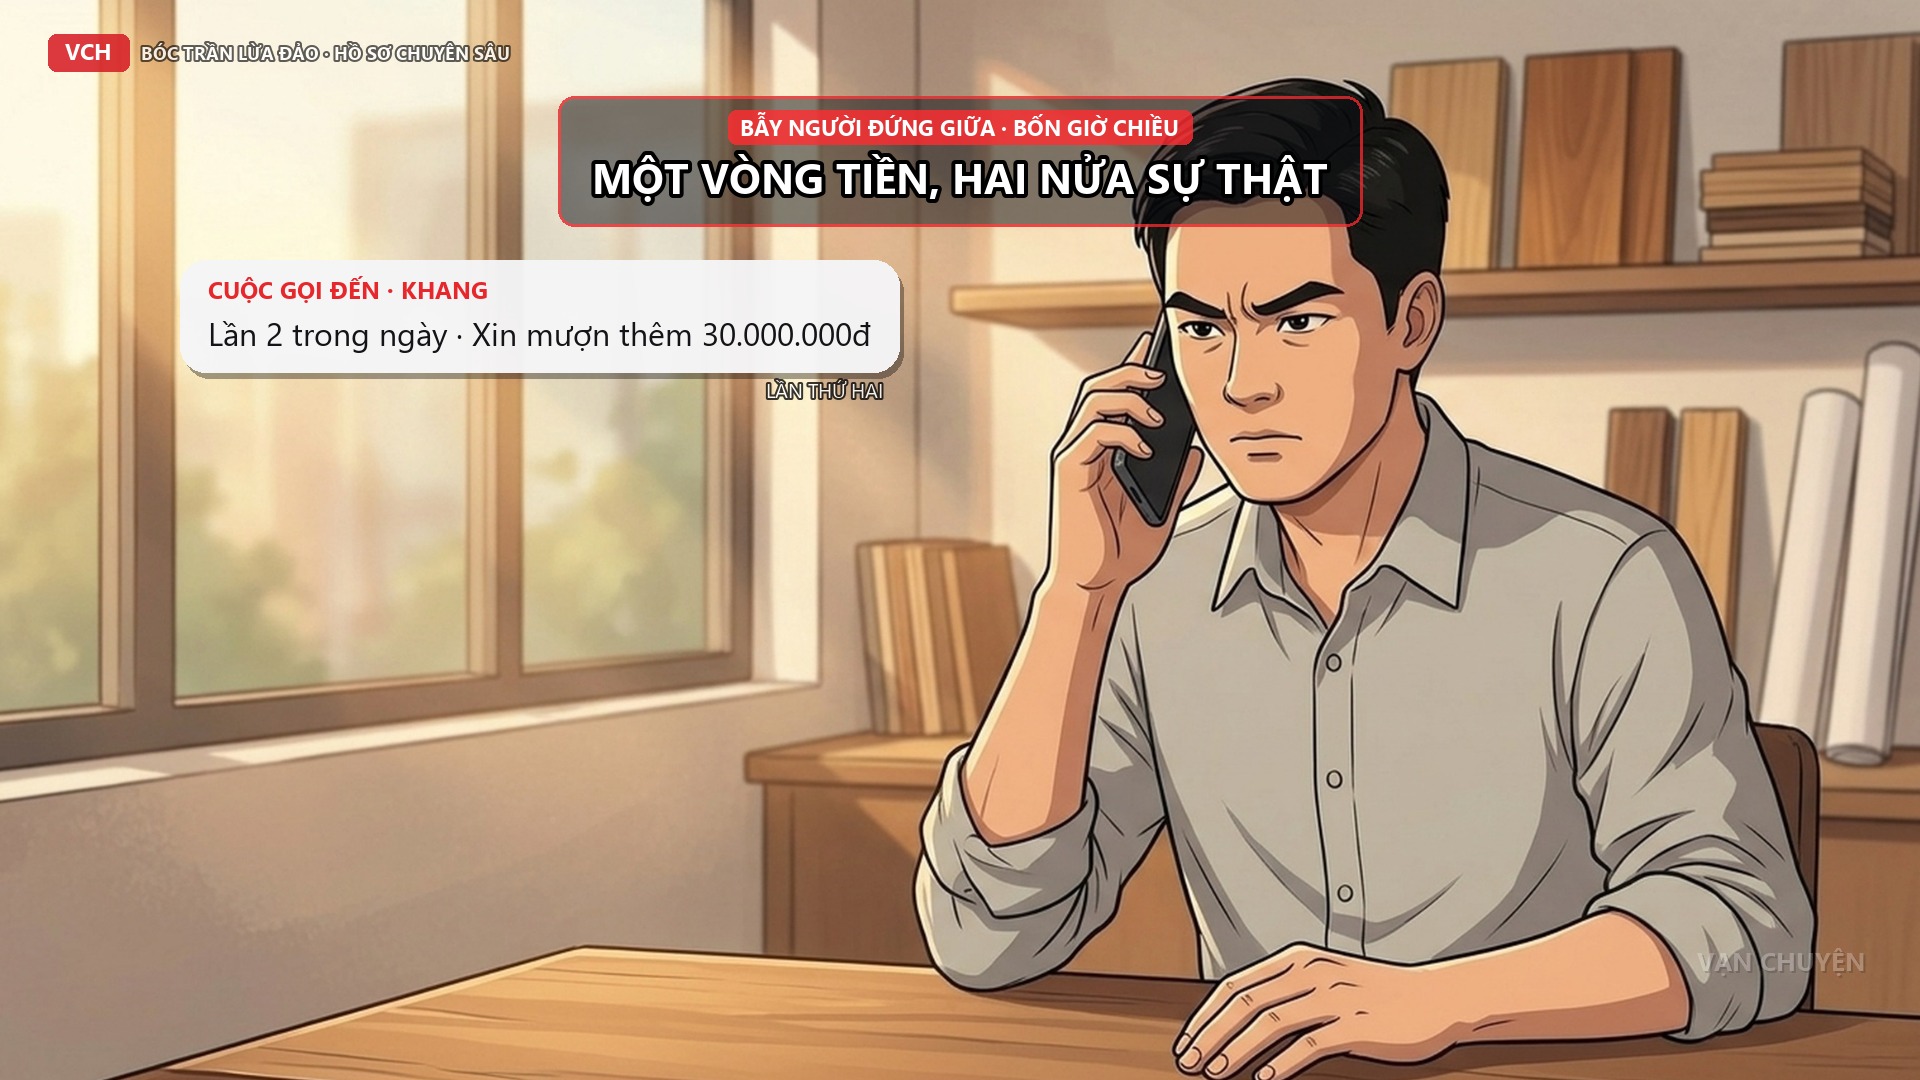 VCH BÓC TRẦN LỪA ĐẢO · HỒ SƠ CHUYÊN SÂU
BẪY NGƯỜI ĐỨNG GIỮA · BỐN GIỜ CHIỀU
MỘT VÒNG TIỀN, HAI NỬA SỰ THẬT
CUỘC GỌI ĐẾN · KHANG
Lần 2 trong ngày · Xin mượn thêm 30.000.000đ
LẦN THỨ HAI
VẠN CHUYỆN